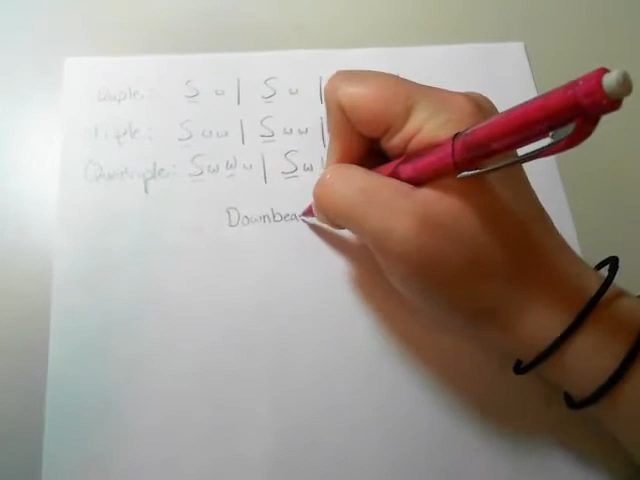 Duple: S w | S w |
Triple: S w w | S w w |
Quadruple: S w w w | S w
Downbea